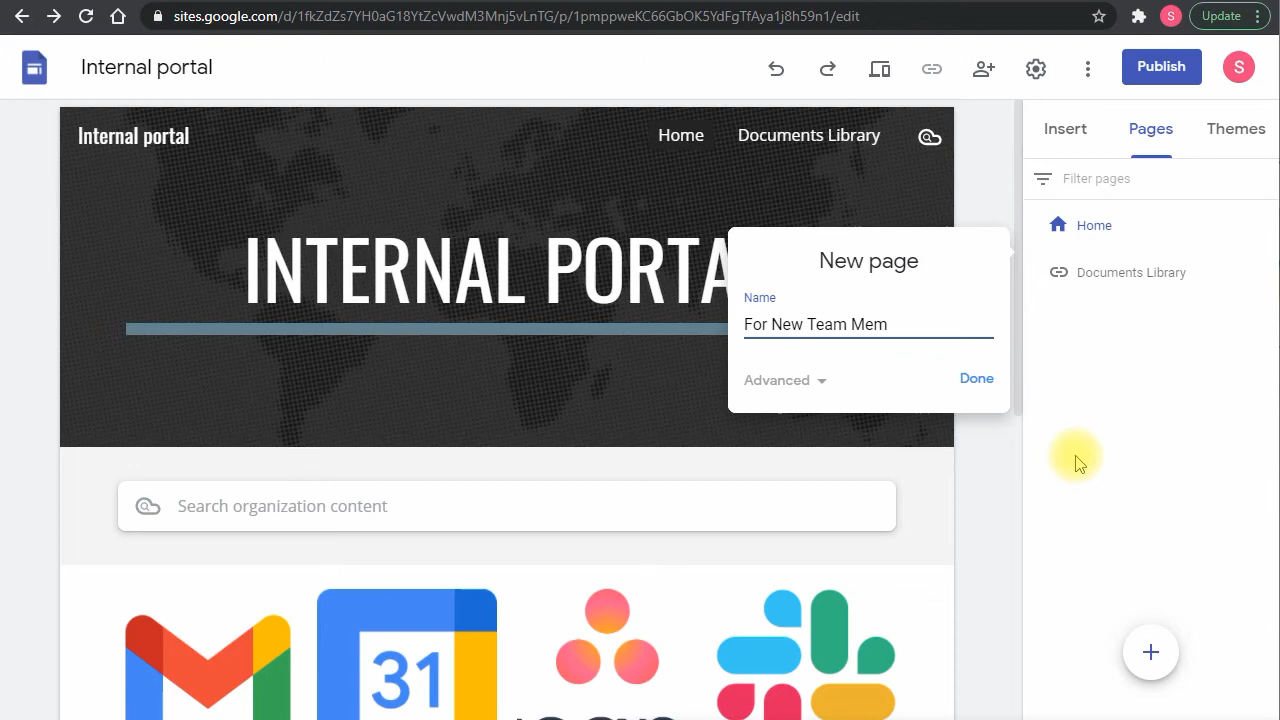 sites.google.com/d/1fkZdZs7YH0aG18YtZcVwdM3Mnj5vLnTG/p/1pmppweKC66GbOK5YdFgTfAya1j8h59n1/edit
S
Update
Internal portal
Publish
S
Internal portal
Home
Documents Library
Insert
Pages
Themes
Filter pages
Home
Documents Library
INTERNAL PORTA
New page
Name
For New Team Mem
Advanced
Done
Search organization content
31